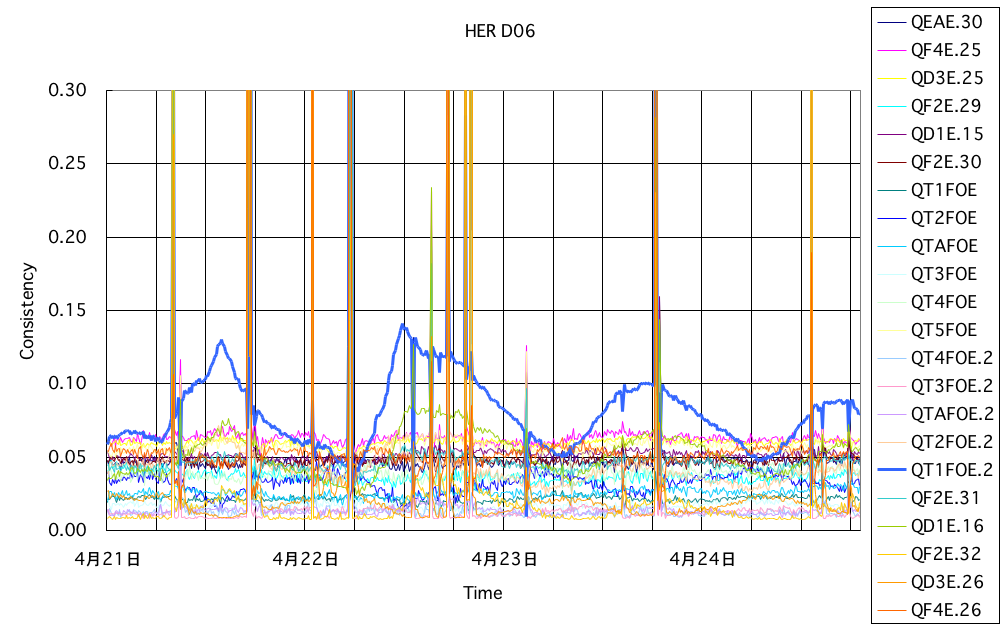 HER D06
0.30
0.25
0.20
0.15
0.10
0.05
0.00
Consistency
4月21日
4月22日
4月23日
4月24日
Time
QEAE.30
QF4E.25
QD3E.25
QF2E.29
QD1E.15
QF2E.30
QT1FOE
QT2FOE
QTAFOE
QT3FOE
QT4FOE
QT5FOE
QT4FOE.2
QT3FOE.2
QTAFOE.2
QT2FOE.2
QT1FOE.2
QF2E.31
QD1E.16
QF2E.32
QD3E.26
QF4E.26